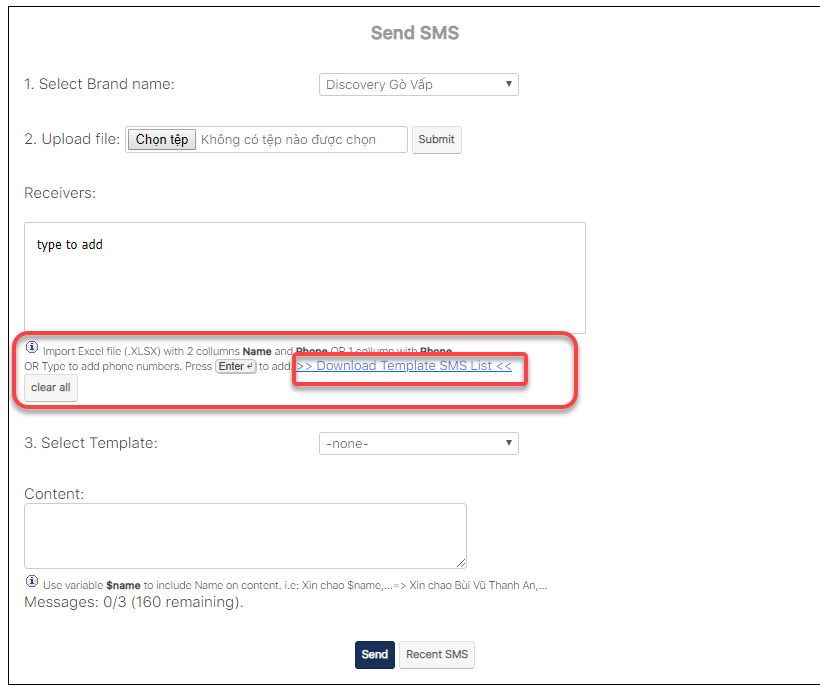 Send SMS
1. Select Brand name:
Discovery Gò Vấp
2. Upload file: Chọn tệp Không có tệp nào được chọn Submit
Receivers:
type to add
Import Excel file (.XLSX) with 2 collumns Name and Phone OR 1 collumn with Phone
OR Type to add phone numbers. Press Enter ↵ to add. >> Download Template SMS List <<
clear all
3. Select Template:
-none-
Content:
Use variable $name to include Name on content. i.e: Xin chao $name,...=> Xin chao Bùi Vũ Thanh An,...
Messages: 0/3 (160 remaining).
Send Recent SMS